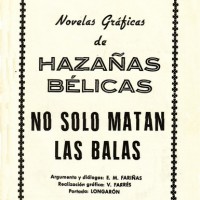 Novelas Gráficas
de
HAZAÑAS
BÉLICAS
NO SOLO MATAN
LAS BALAS
Argumento y diálogos: E. M. FARIÑAS
Realización gráfica: V. FARRÉS
Portada: LONGARÓN